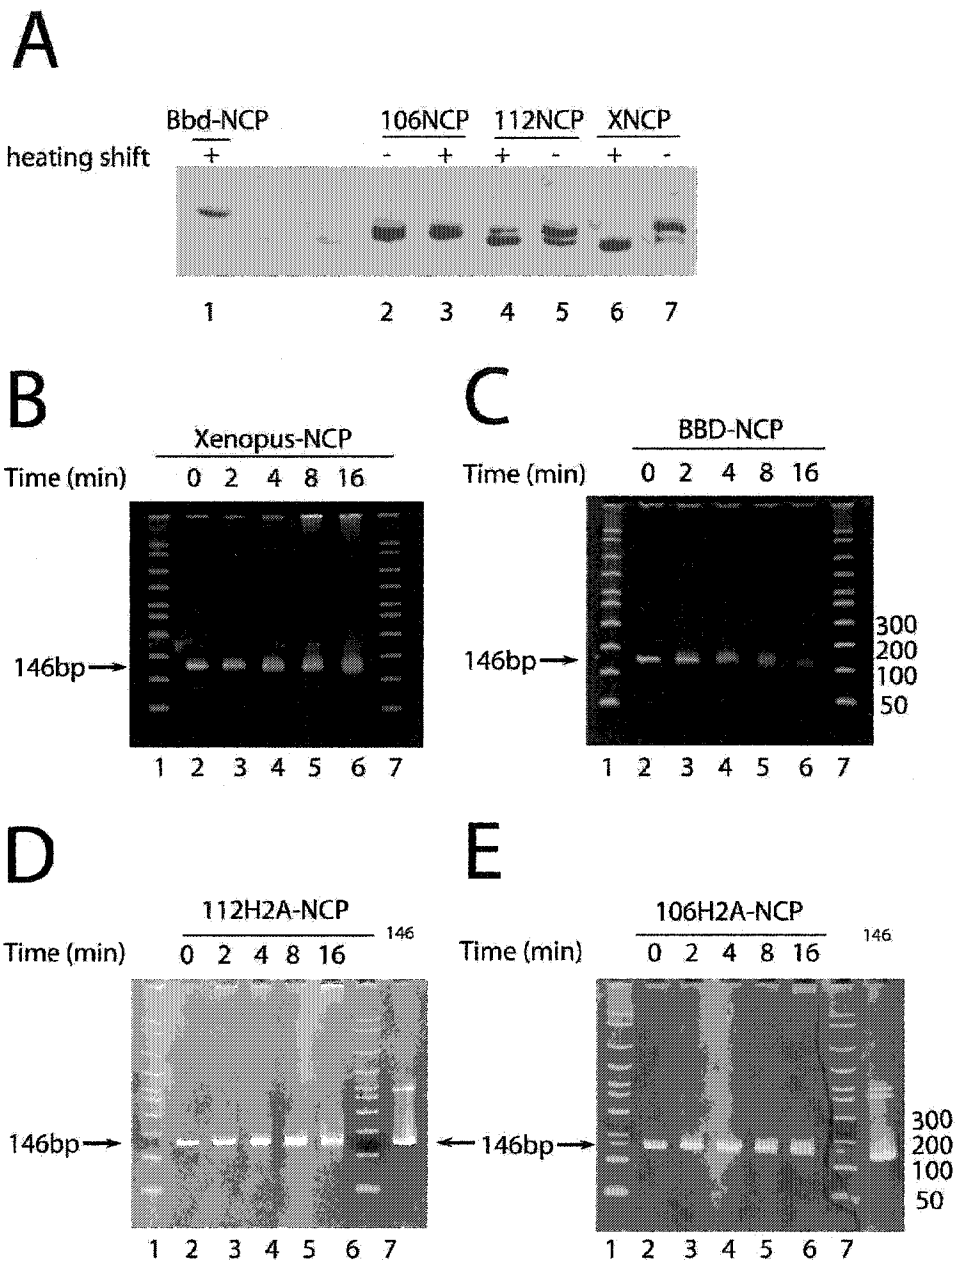 A
Bbd-NCP 106NCP 112NCP XNCP
heating shift + - + + - + -
1 2 3 4 5 6 7
B
Xenopus-NCP
Time (min) 0 2 4 8 16
146bp
1 2 3 4 5 6 7
C
BBD-NCP
Time (min) 0 2 4 8 16
146bp
300
200
100
50
1 2 3 4 5 6 7
D
112H2A-NCP 146
Time (min) 0 2 4 8 16
146bp
1 2 3 4 5 6 7
E
106H2A-NCP 146
Time (min) 0 2 4 8 16
146bp
300
200
100
50
1 2 3 4 5 6 7